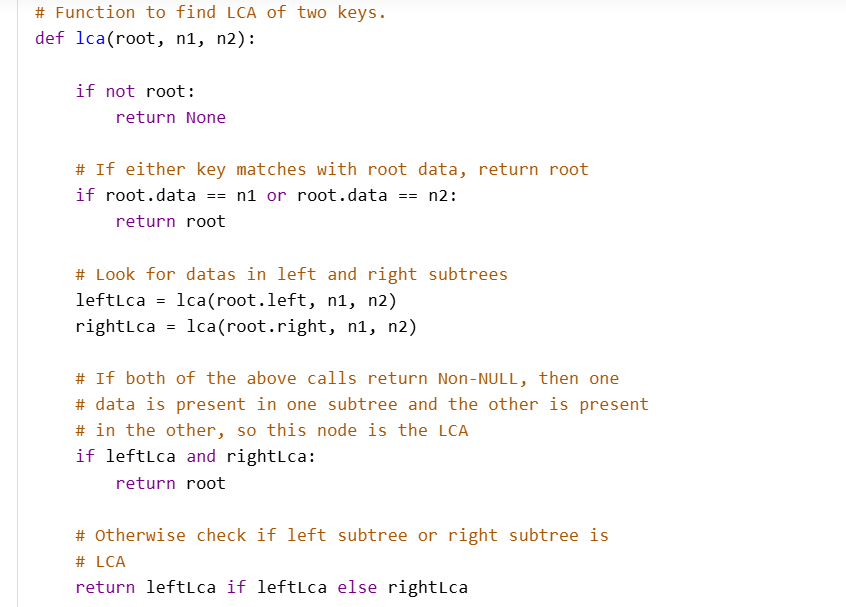 # Function to find LCA of two keys.
def lca(root, n1, n2):
    if not root:
        return None
    # If either key matches with root data, return root
    if root.data == n1 or root.data == n2:
        return root
    # Look for datas in left and right subtrees
    leftLca = lca(root.left, n1, n2)
    rightLca = lca(root.right, n1, n2)
    # If both of the above calls return Non-NULL, then one
    # data is present in one subtree and the other is present
    # in the other, so this node is the LCA
    if leftLca and rightLca:
        return root
    # Otherwise check if left subtree or right subtree is
    # LCA
    return leftLca if leftLca else rightLca